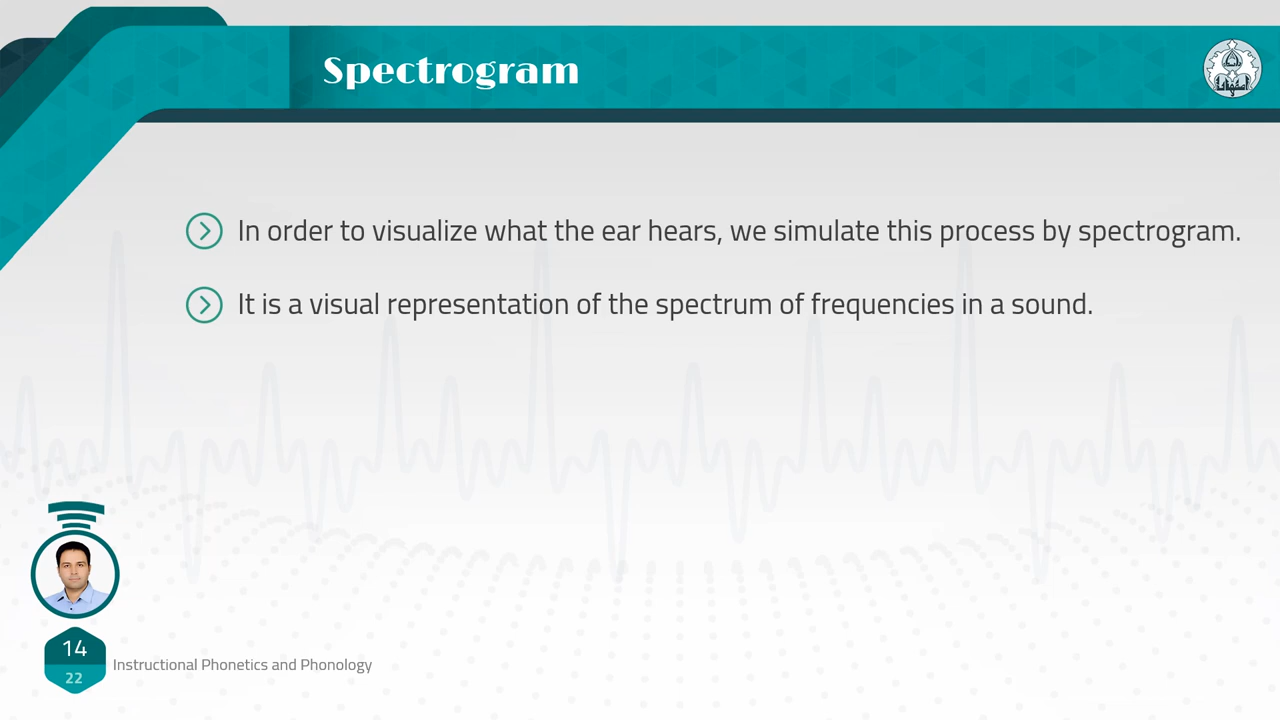 Spectrogram
اصفهان
In order to visualize what the ear hears, we simulate this process by spectrogram.
It is a visual representation of the spectrum of frequencies in a sound.
14
22
Instructional Phonetics and Phonology